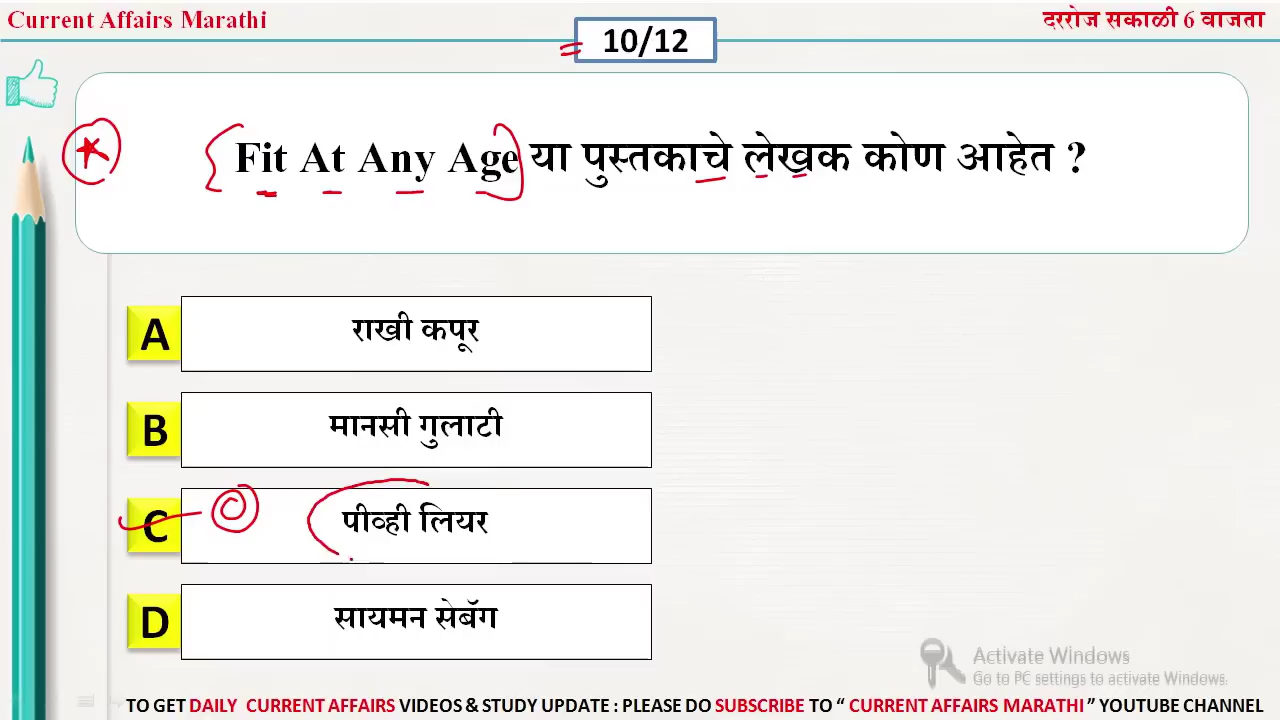 Current Affairs Marathi
दररोज सकाळी 6 वाजता
10/12
Fit At Any Age या पुस्तकाचे लेखक कोण आहेत ?
A राखी कपूर
B मानसी गुलाटी
C पीव्ही लियर
D सायमन सेबॅग
Activate Windows
Go to PC settings to activate Windows.
TO GET DAILY CURRENT AFFAIRS VIDEOS & STUDY UPDATE : PLEASE DO SUBSCRIBE TO “ CURRENT AFFAIRS MARATHI ” YOUTUBE CHANNEL